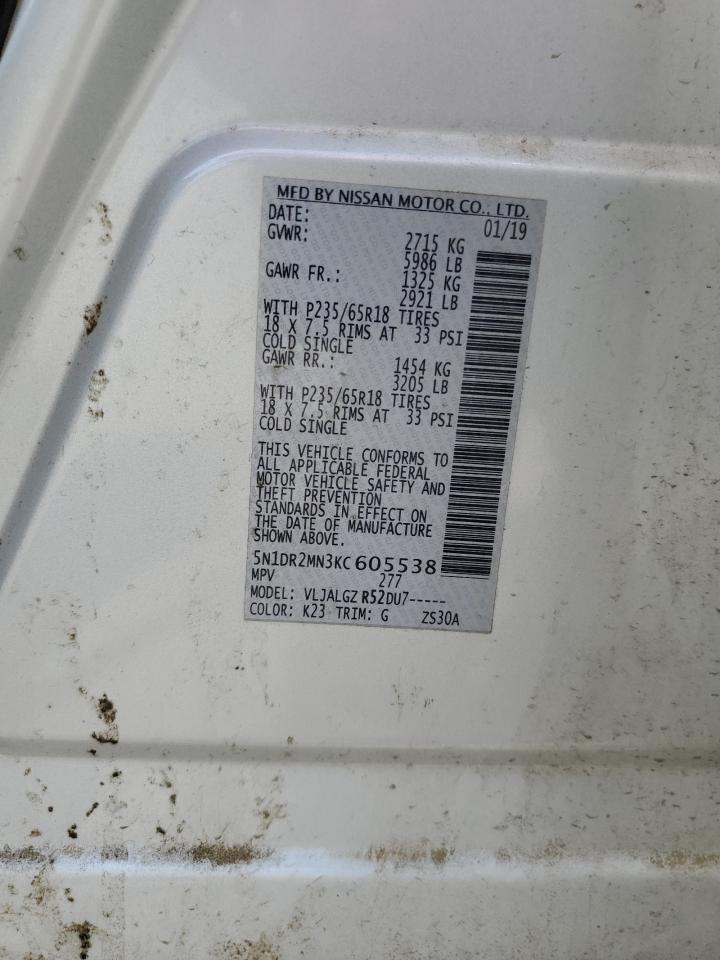 MFD BY NISSAN MOTOR CO., LTD.
DATE: 01/19
GVWR: 2715 KG
5986 LB
GAWR FR.: 1325 KG
2921 LB
WITH P235/65R18 TIRES
18 X 7.5 RIMS AT 33 PSI
COLD SINGLE
GAWR RR.: 1454 KG
3205 LB
WITH P235/65R18 TIRES
18 X 7.5 RIMS AT 33 PSI
COLD SINGLE
THIS VEHICLE CONFORMS TO
ALL APPLICABLE FEDERAL
MOTOR VEHICLE SAFETY AND
THEFT PREVENTION
STANDARDS IN EFFECT ON
THE DATE OF MANUFACTURE
SHOWN ABOVE.
5N1DR2MN3KC605538
MPV 277
MODEL: VLJALGZ R52DU7-----
COLOR: K23 TRIM: G ZS30A